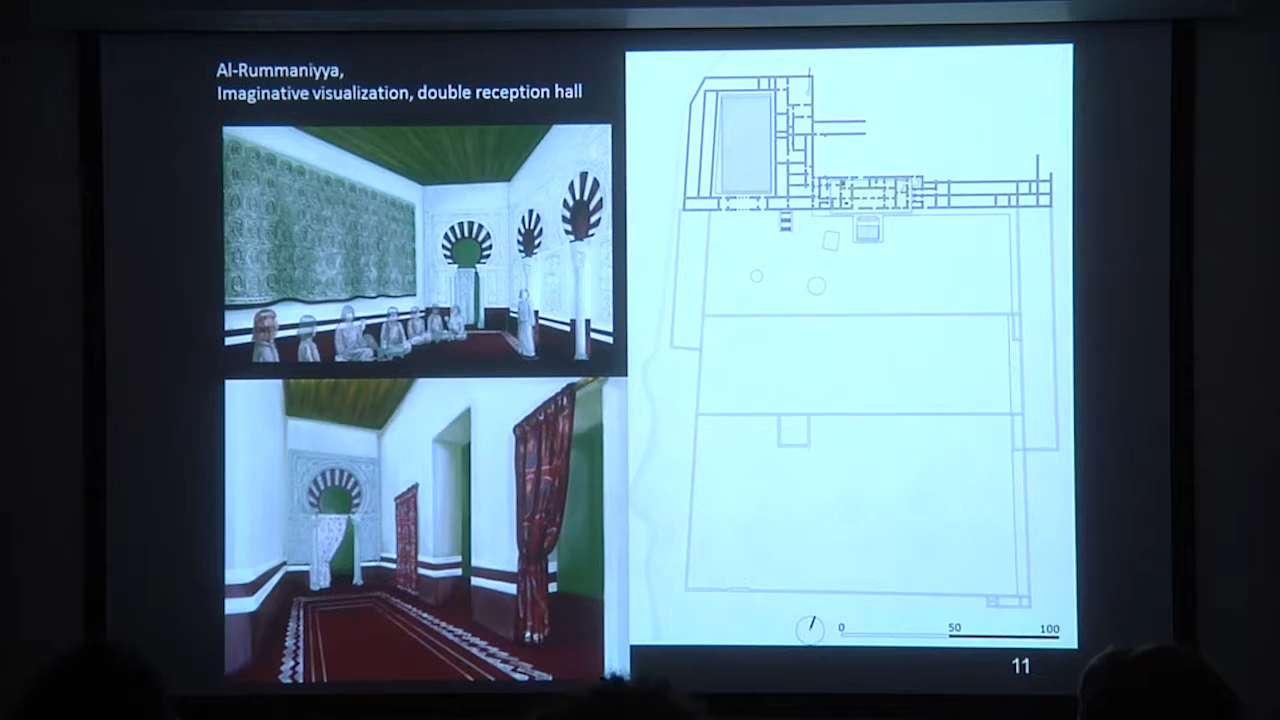 Al-Rummaniyya,
Imaginative visualization, double reception hall
0 50 100
11